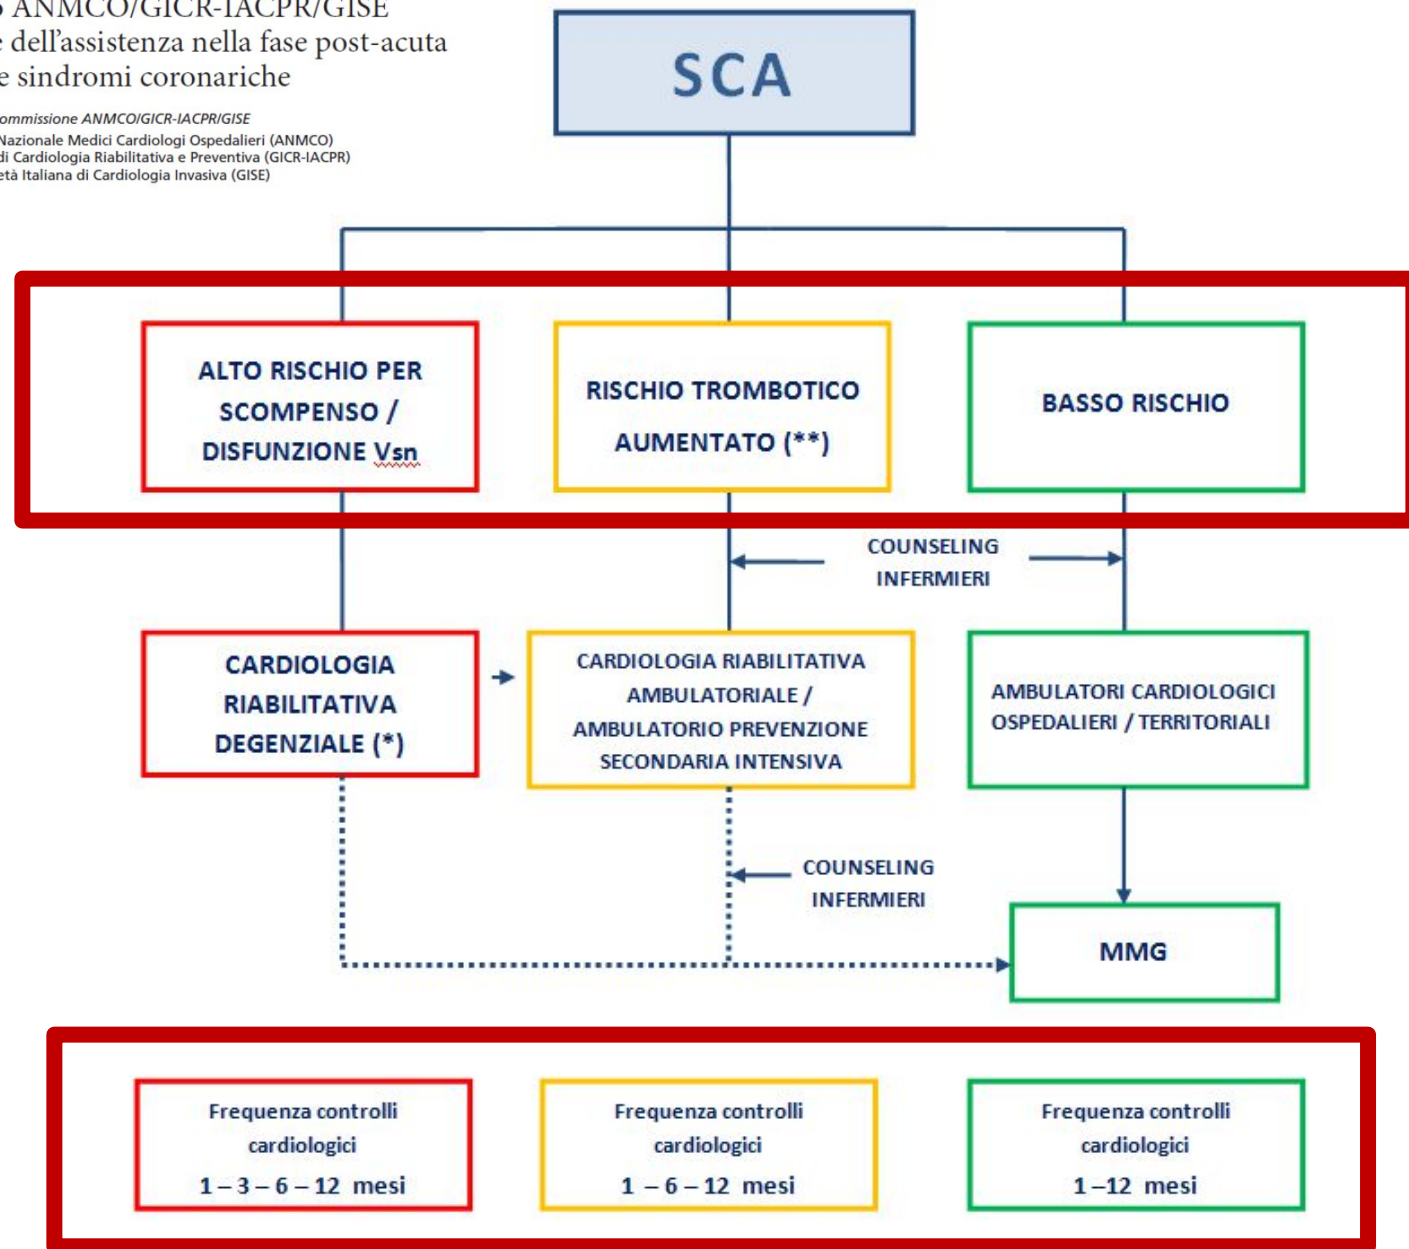 ANMCO/GICR-IACPR/GISE
dell'assistenza nella fase post-acuta
e sindromi coronariche
ommissione ANMCO/GICR-IACPR/GISE
Nazionale Medici Cardiologi Ospedalieri (ANMCO)
di Cardiologia Riabilitativa e Preventiva (GICR-IACPR)
età Italiana di Cardiologia Invasiva (GISE)
SCA
ALTO RISCHIO PER
SCOMPENSO /
DISFUNZIONE Vsn
RISCHIO TROMBOTICO
AUMENTATO (**)
BASSO RISCHIO
COUNSELING
INFERMIERI
CARDIOLOGIA
RIABILITATIVA
DEGENZIALE (*)
CARDIOLOGIA RIABILITATIVA
AMBULATORIALE /
AMBULATORIO PREVENZIONE
SECONDARIA INTENSIVA
AMBULATORI CARDIOLOGICI
OSPEDALIERI / TERRITORIALI
COUNSELING
INFERMIERI
MMG
Frequenza controlli
cardiologici
1 – 3 – 6 – 12 mesi
Frequenza controlli
cardiologici
1 – 6 – 12 mesi
Frequenza controlli
cardiologici
1 –12 mesi